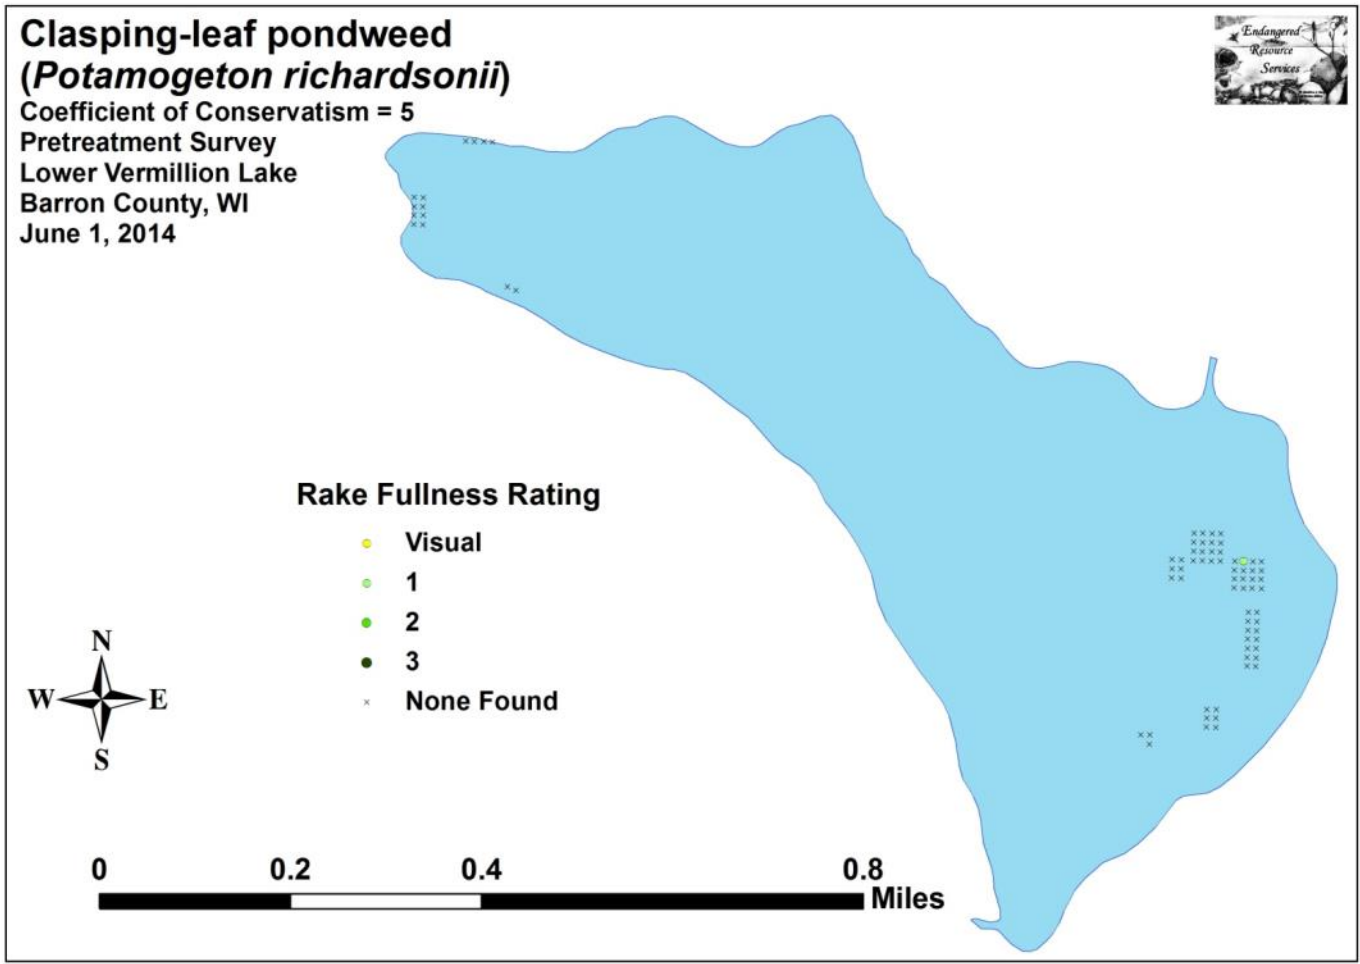 Clasping-leaf pondweed
(Potamogeton richardsonii)
Coefficient of Conservatism = 5
Pretreatment Survey
Lower Vermillion Lake
Barron County, WI
June 1, 2014
Endangered
Resource
Services
Rake Fullness Rating
Visual
1
2
3
None Found
N
W E
S
0 0.2 0.4 0.8
Miles